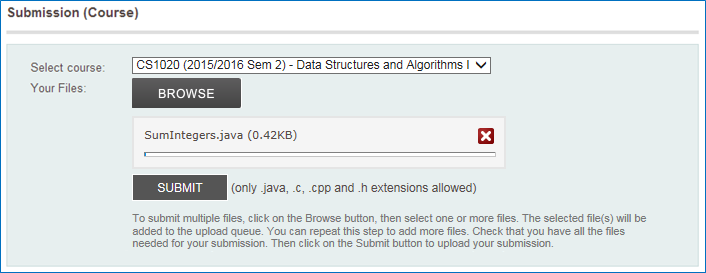 Submission (Course)
Select course: CS1020 (2015/2016 Sem 2) - Data Structures and Algorithms I
Your Files: BROWSE
SumIntegers.java (0.42KB)
SUBMIT (only .java, .c, .cpp and .h extensions allowed)
To submit multiple files, click on the Browse button, then select one or more files. The selected file(s) will be
added to the upload queue. You can repeat this step to add more files. Check that you have all the files
needed for your submission. Then click on the Submit button to upload your submission.